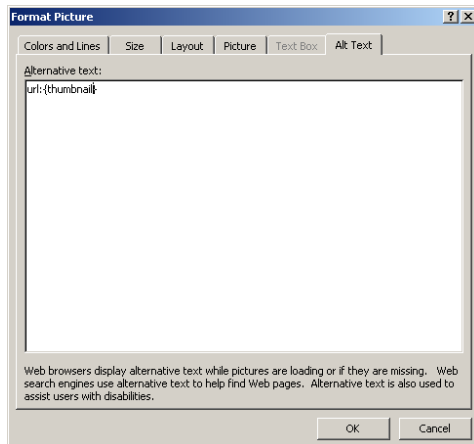 Format Picture
Colors and Lines Size Layout Picture Text Box Alt Text
Alternative text:
url:{thumbnail}
Web browsers display alternative text while pictures are loading or if they are missing. Web
search engines use alternative text to help find Web pages. Alternative text is also used to
assist users with disabilities.
OK Cancel